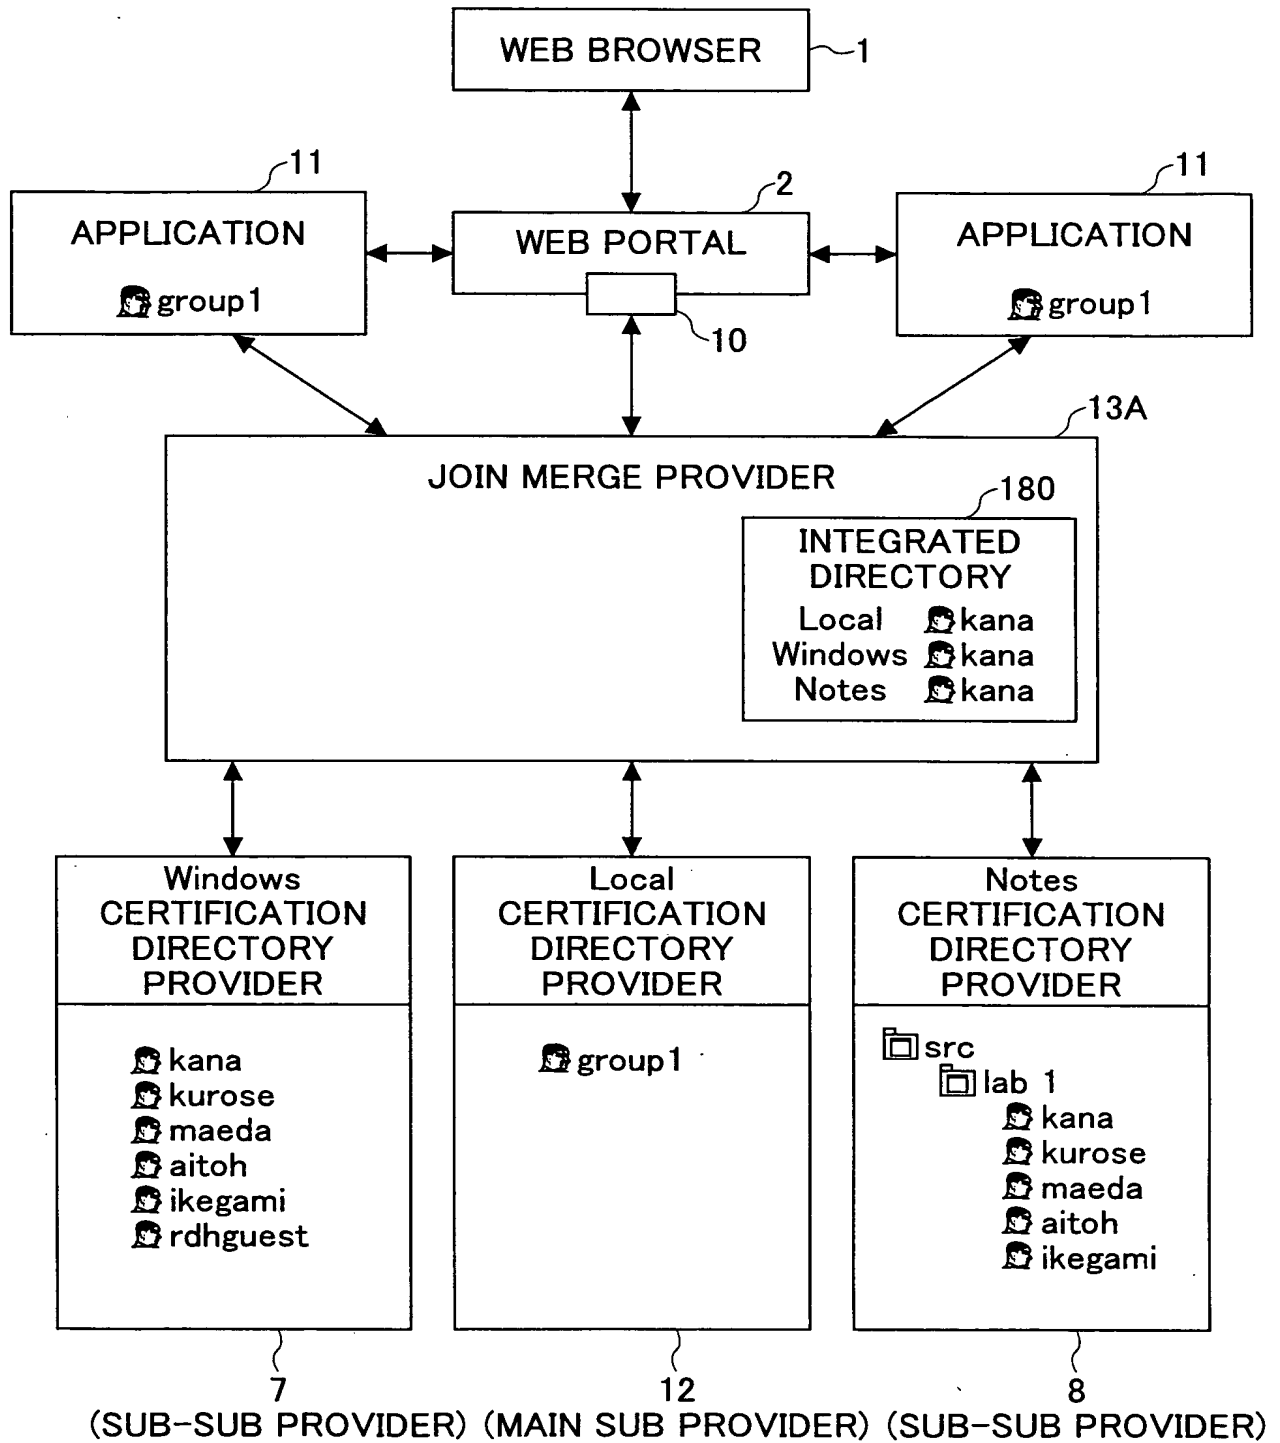 WEB BROWSER
1
11
APPLICATION
group1
2
WEB PORTAL
10
11
APPLICATION
group1
13A
JOIN MERGE PROVIDER
180
INTEGRATED
DIRECTORY
Local kana
Windows kana
Notes kana
Windows
CERTIFICATION
DIRECTORY
PROVIDER
kana
kurose
maeda
aitoh
ikegami
rdhguest
7
(SUB-SUB PROVIDER)
Local
CERTIFICATION
DIRECTORY
PROVIDER
group1
12
(MAIN SUB PROVIDER)
Notes
CERTIFICATION
DIRECTORY
PROVIDER
src
lab 1
kana
kurose
maeda
aitoh
ikegami
8
(SUB-SUB PROVIDER)